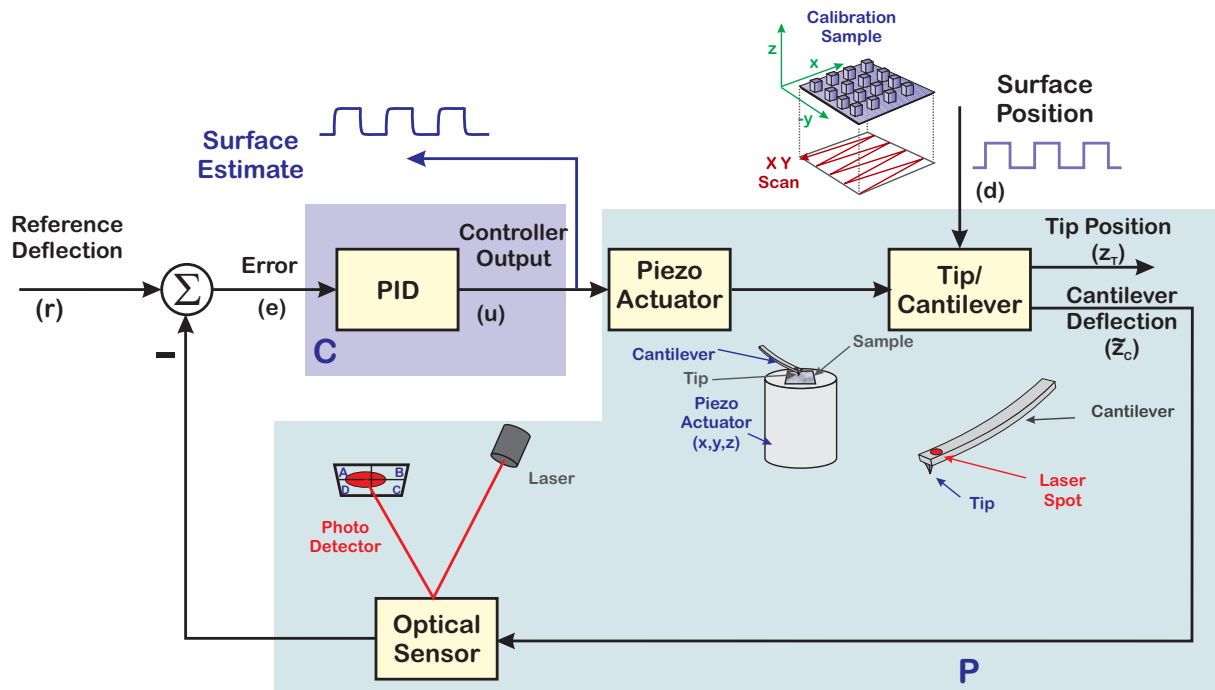 Calibration
Sample
z
x
-y
X Y
Scan
Surface
Position
(d)
Surface
Estimate
Reference
Deflection
(r)
Σ
−
Error
(e)
PID
C
Controller
Output
(u)
Piezo
Actuator
Tip/
Cantilever
Tip Position
(z_T)
Cantilever
Deflection
(z̃_C)
Cantilever
Sample
Tip
Piezo
Actuator
(x,y,z)
Cantilever
Laser
Spot
Tip
A B
D C
Laser
Photo
Detector
Optical
Sensor
P